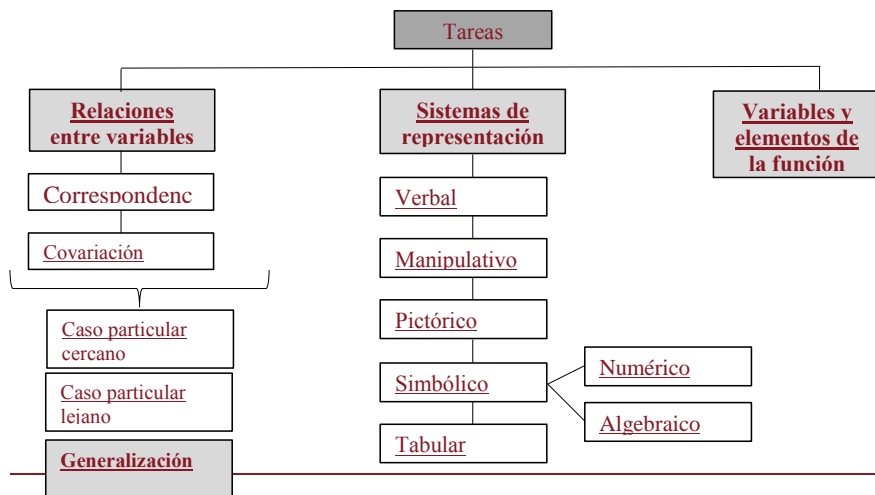 Tareas
Relaciones
entre variables
Correspondenc
Covariación
Caso particular
cercano
Caso particular
lejano
Generalización
Sistemas de
representación
Verbal
Manipulativo
Pictórico
Simbólico
Numérico
Algebraico
Tabular
Variables y
elementos de
la función